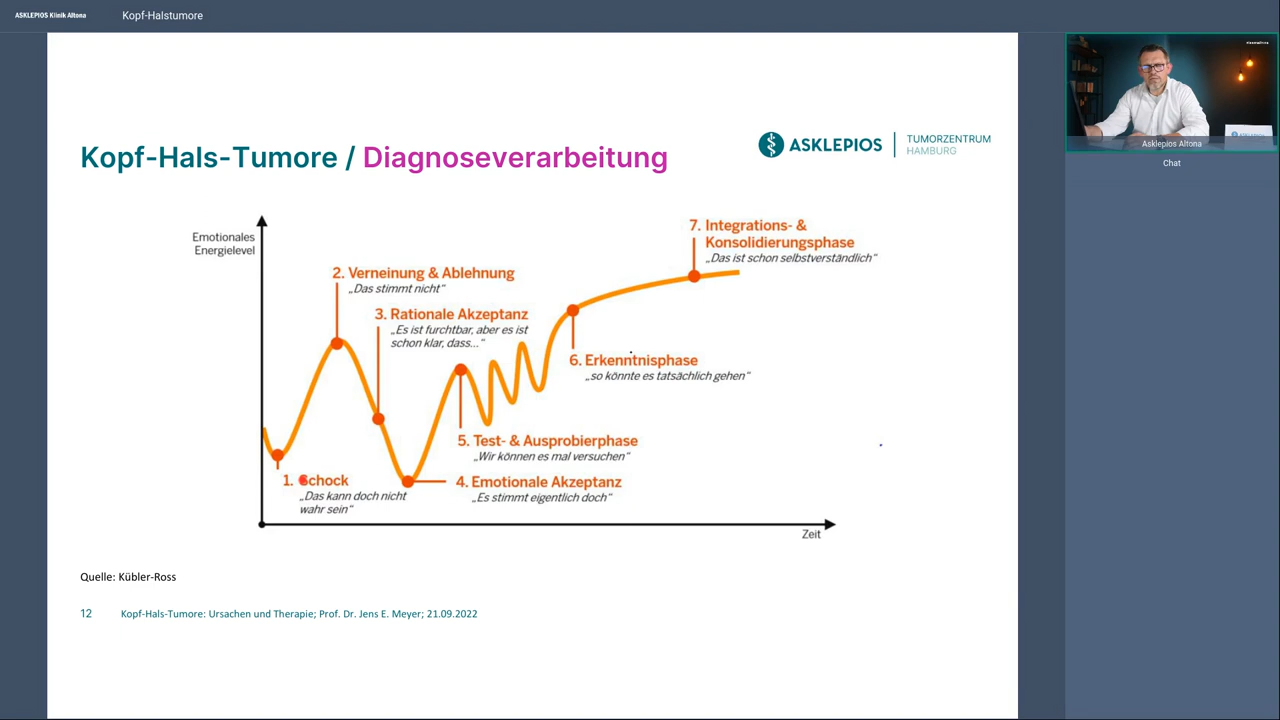 ASKLEPIOS Klinik Altona
Kopf-Halstumore
Kopf-Hals-Tumore / Diagnoseverarbeitung
ASKLEPIOS
TUMORZENTRUM
HAMBURG
Asklepios Altona
Chat
Emotionales
Energielevel
7. Integrations- &
Konsolidierungsphase
„Das ist schon selbstverständlich“
2. Verneinung & Ablehnung
„Das stimmt nicht“
3. Rationale Akzeptanz
„Es ist furchtbar, aber es ist
schon klar, dass...“
6. Erkenntnisphase
„so könnte es tatsächlich gehen“
5. Test- & Ausprobierphase
„Wir können es mal versuchen“
1. Schock
„Das kann doch nicht
wahr sein“
4. Emotionale Akzeptanz
„Es stimmt eigentlich doch“
Zeit
Quelle: Kübler-Ross
12 Kopf-Hals-Tumore: Ursachen und Therapie; Prof. Dr. Jens E. Meyer; 21.09.2022